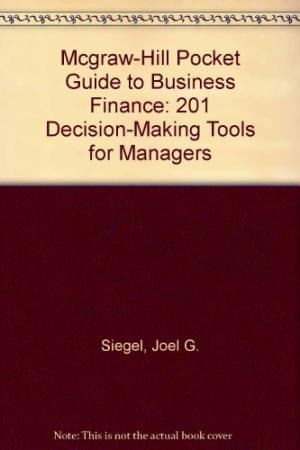 Mcgraw-Hill Pocket
Guide to Business
Finance: 201
Decision-Making Tools
for Managers
Siegel, Joel G.
Note: This is not the actual book cover